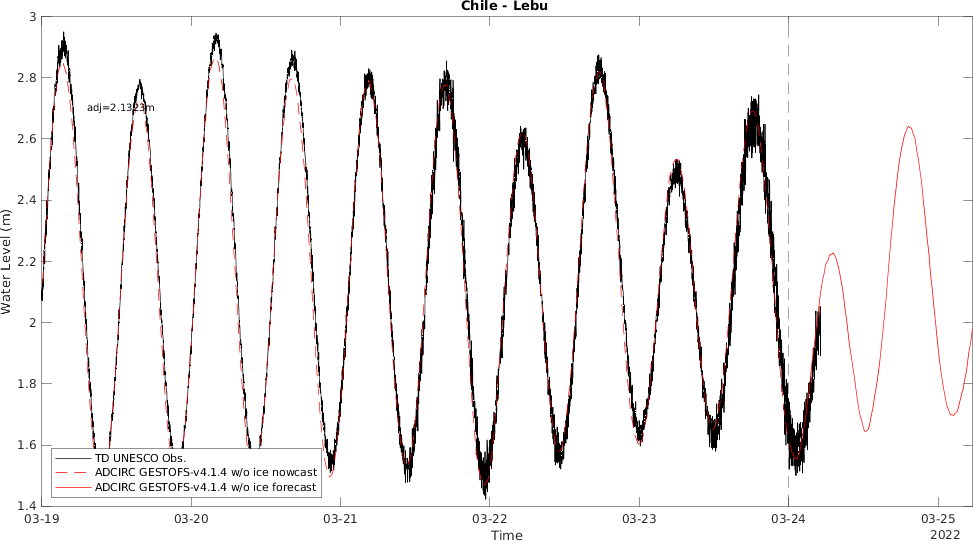 Chile - Lebu
3
2.8
adj=2.1323m
2.6
2.4
Water Level (m)
2.2
2
1.8
1.6
TD UNESCO Obs.
ADCIRC GESTOFS-v4.1.4 w/o ice nowcast
ADCIRC GESTOFS-v4.1.4 w/o ice forecast
1.4
03-19 03-20 03-21 03-22 03-23 03-24 03-25
Time
2022